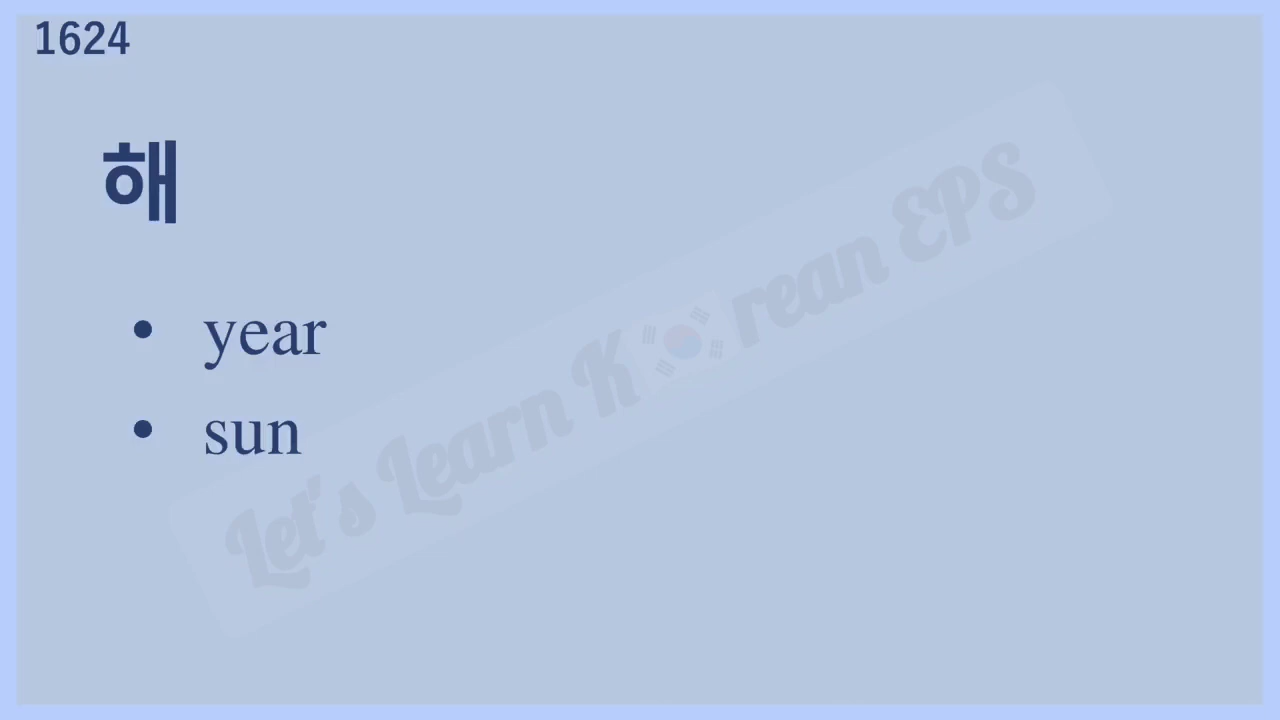 1624
해
• year
• sun
Let's Learn Korean EPS